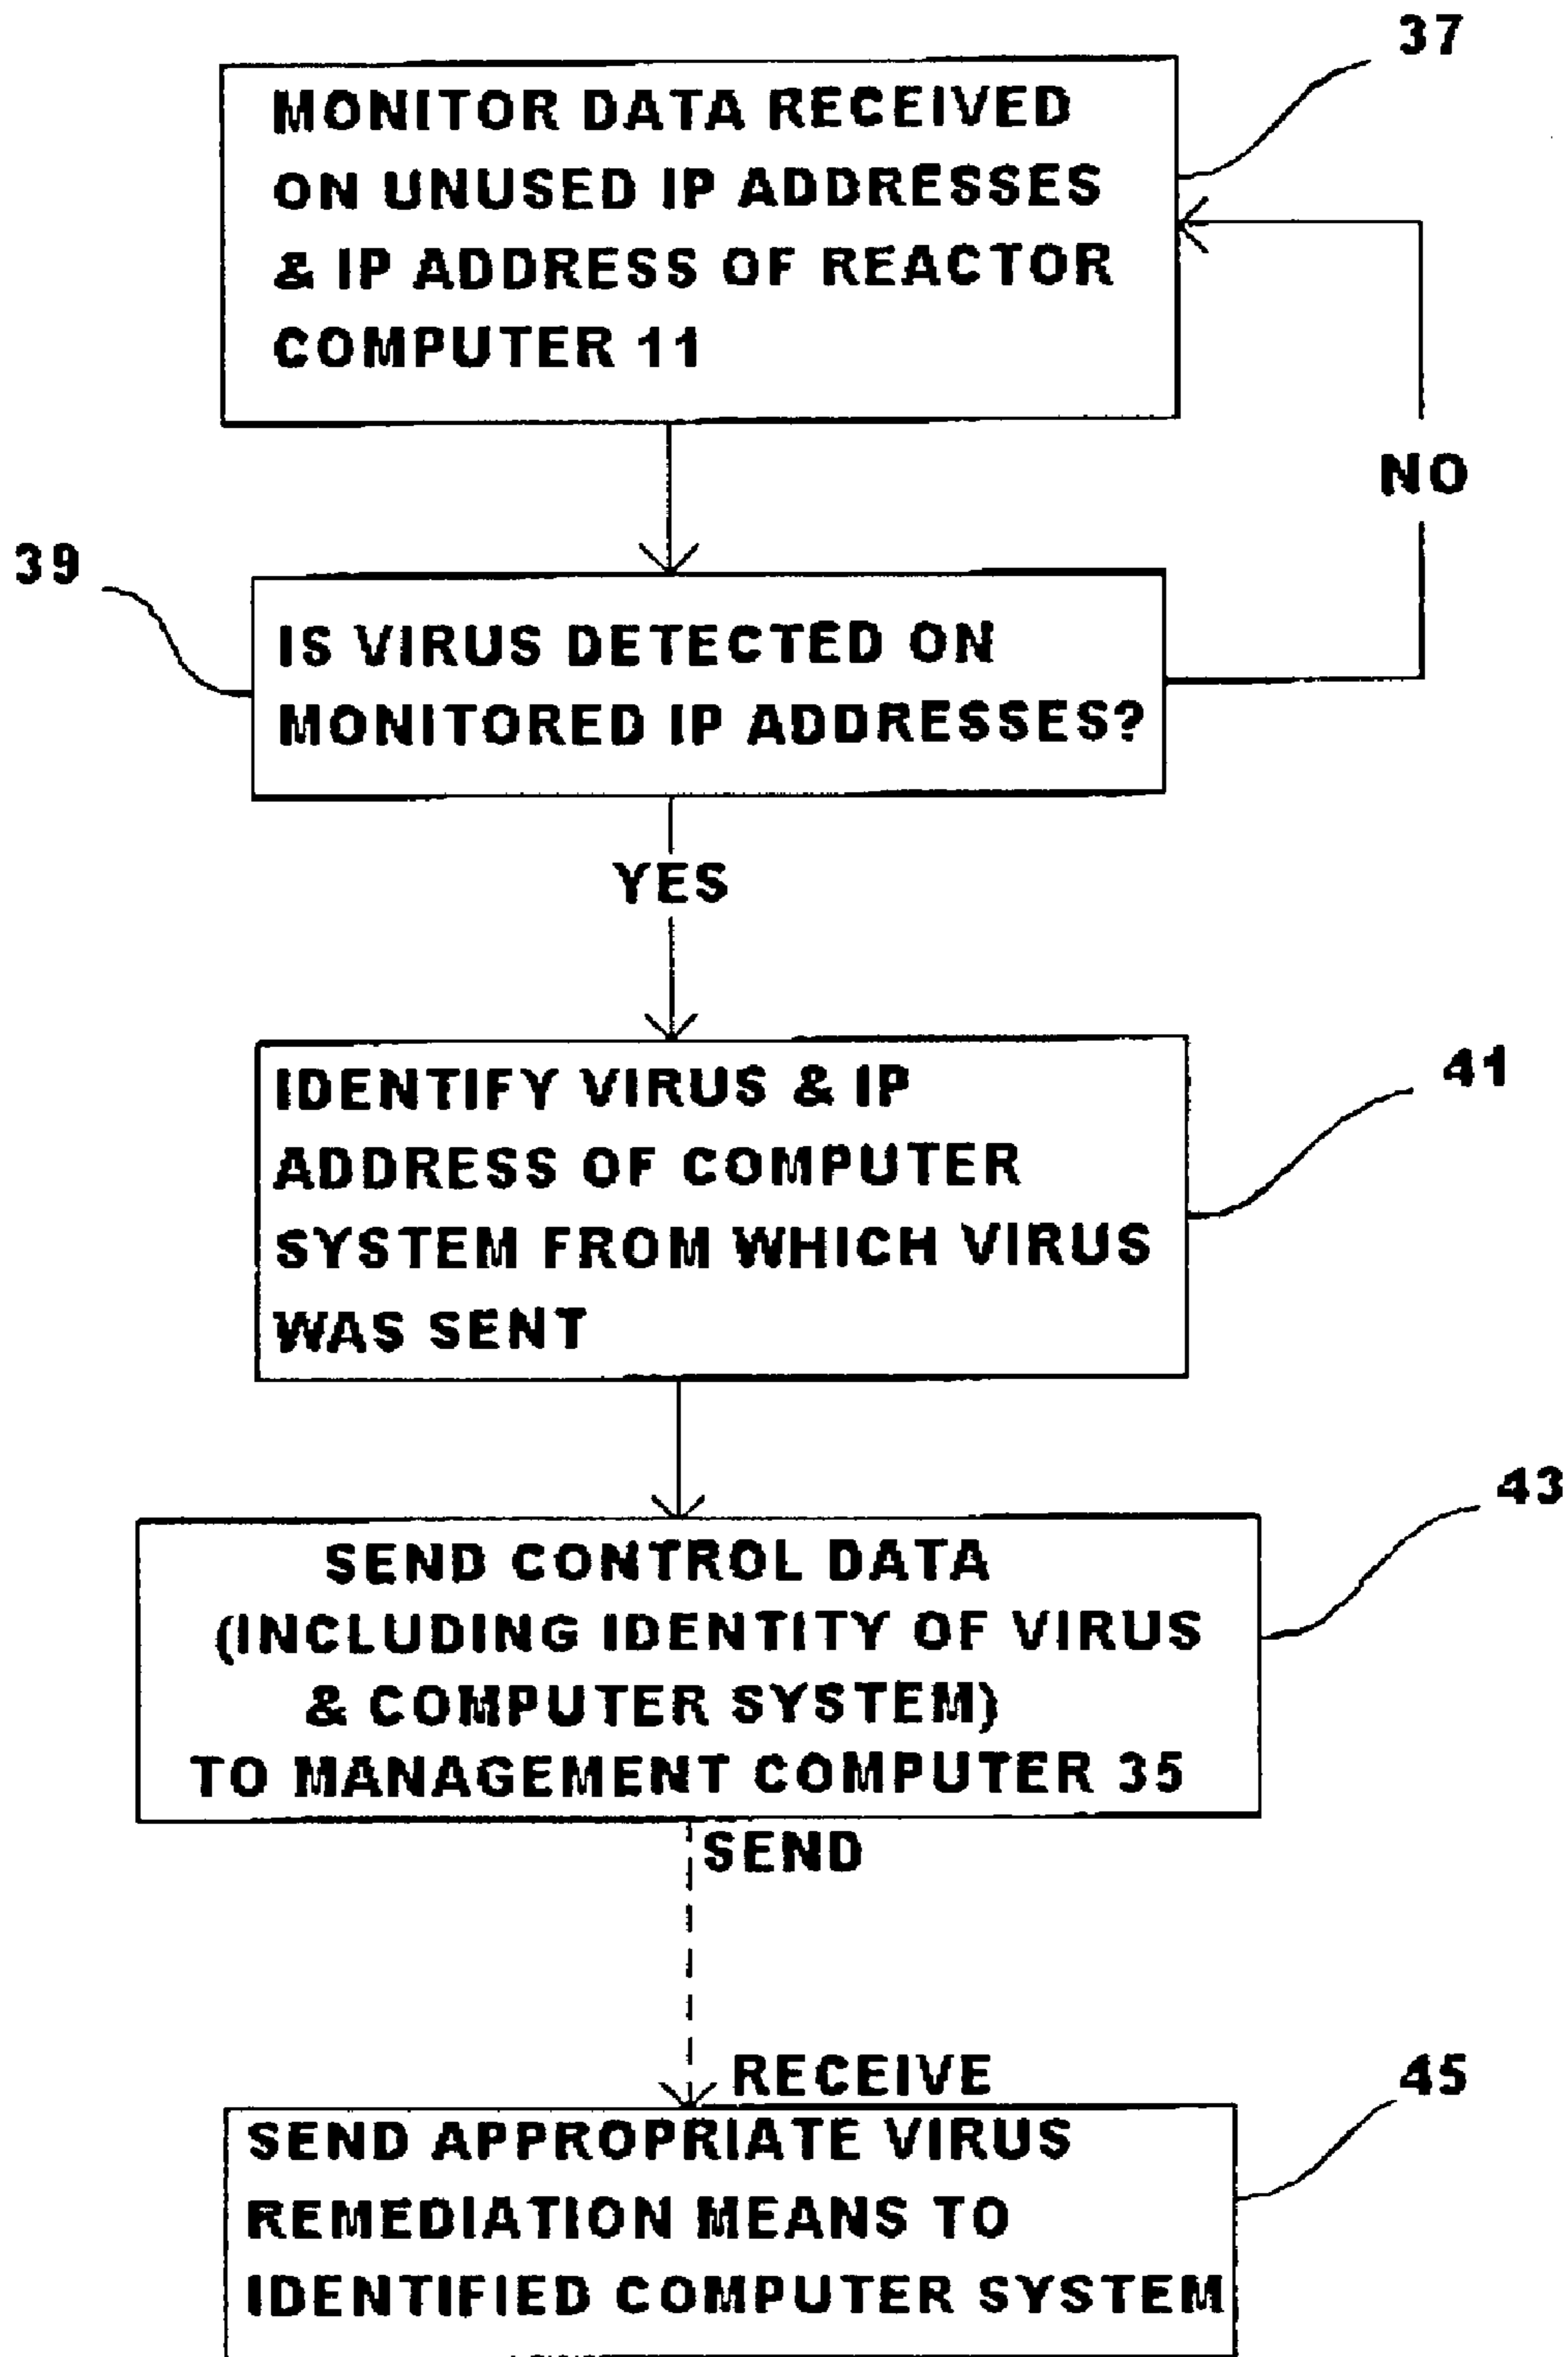 37
MONITOR DATA RECEIVED
ON UNUSED IP ADDRESSES
& IP ADDRESS OF REACTOR
COMPUTER 11
NO
39
IS VIRUS DETECTED ON
MONITORED IP ADDRESSES?
YES
41
IDENTIFY VIRUS & IP
ADDRESS OF COMPUTER
SYSTEM FROM WHICH VIRUS
WAS SENT
43
SEND CONTROL DATA
(INCLUDING IDENTITY OF VIRUS
& COMPUTER SYSTEM)
TO MANAGEMENT COMPUTER 35
SEND
RECEIVE
45
SEND APPROPRIATE VIRUS
REMEDIATION MEANS TO
IDENTIFIED COMPUTER SYSTEM